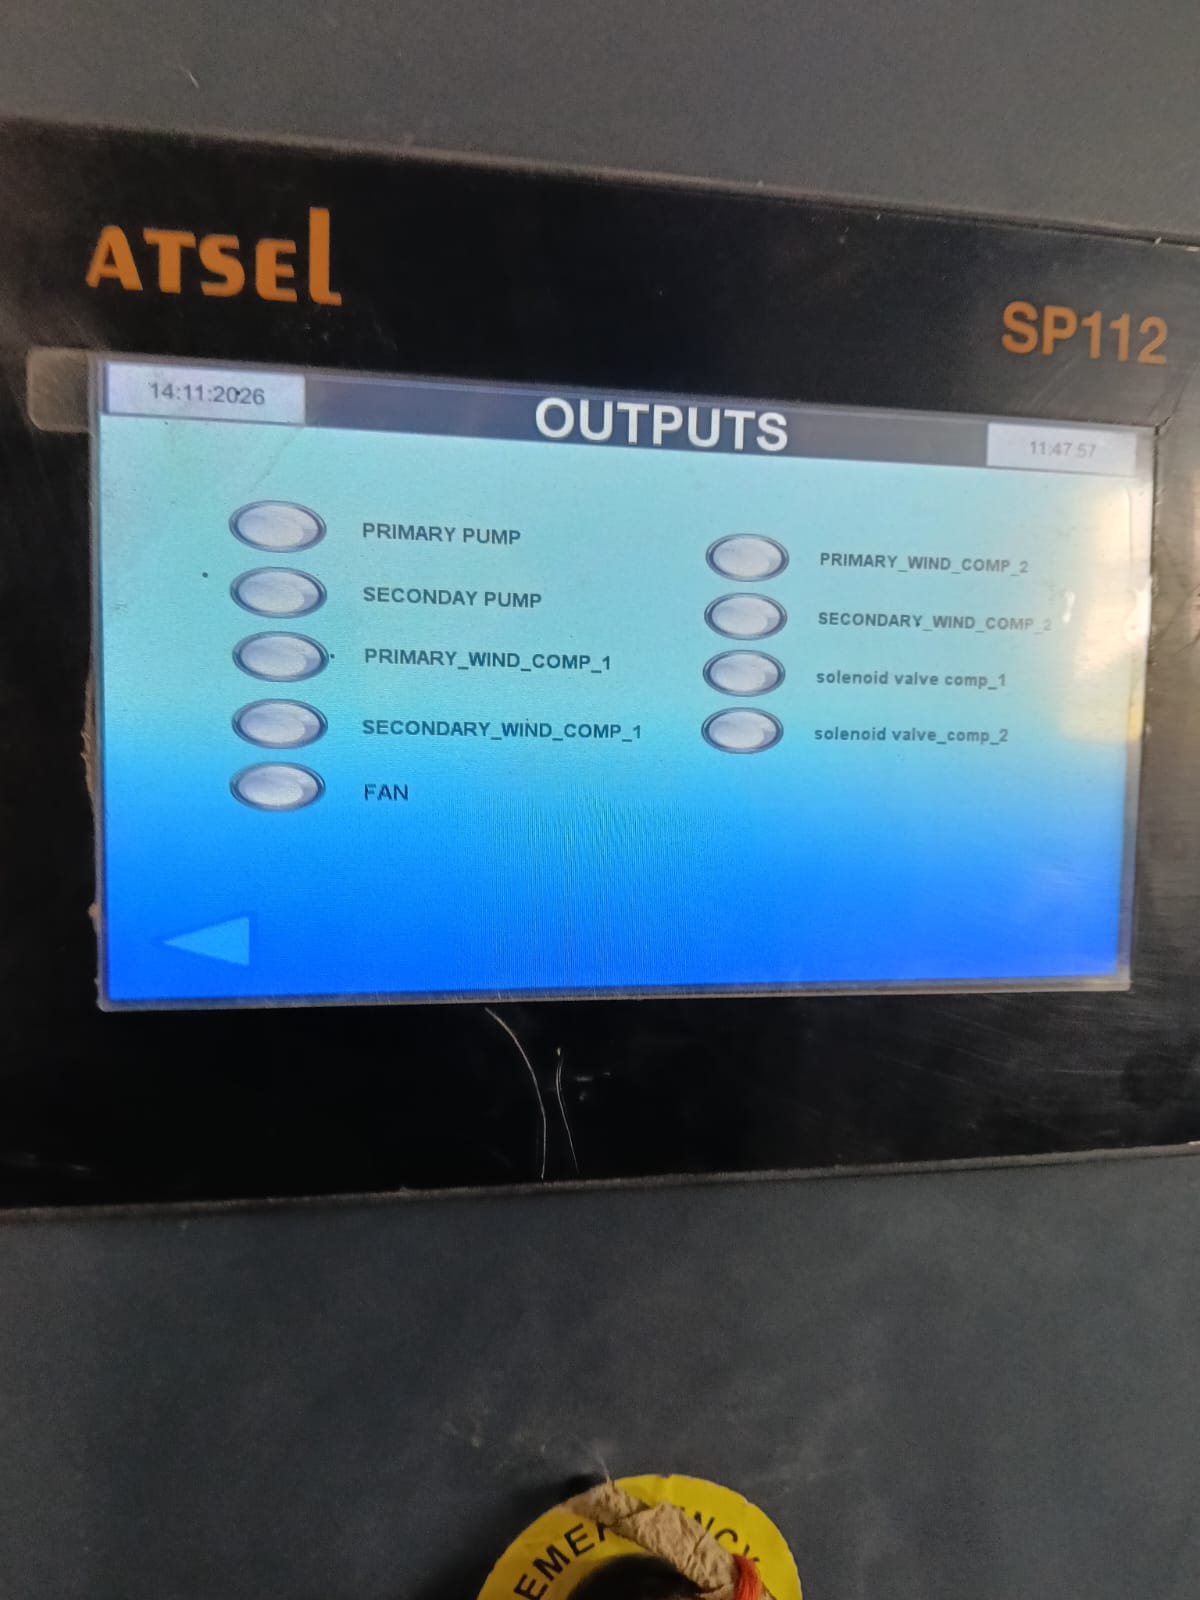 ATSEL
SP112
14:11:2026
OUTPUTS
11:47:57
PRIMARY PUMP
SECONDAY PUMP
PRIMARY_WIND_COMP_1
SECONDARY_WIND_COMP_1
FAN
PRIMARY_WIND_COMP_2
SECONDARY_WIND_COMP_2
solenoid valve comp_1
solenoid valve_comp_2